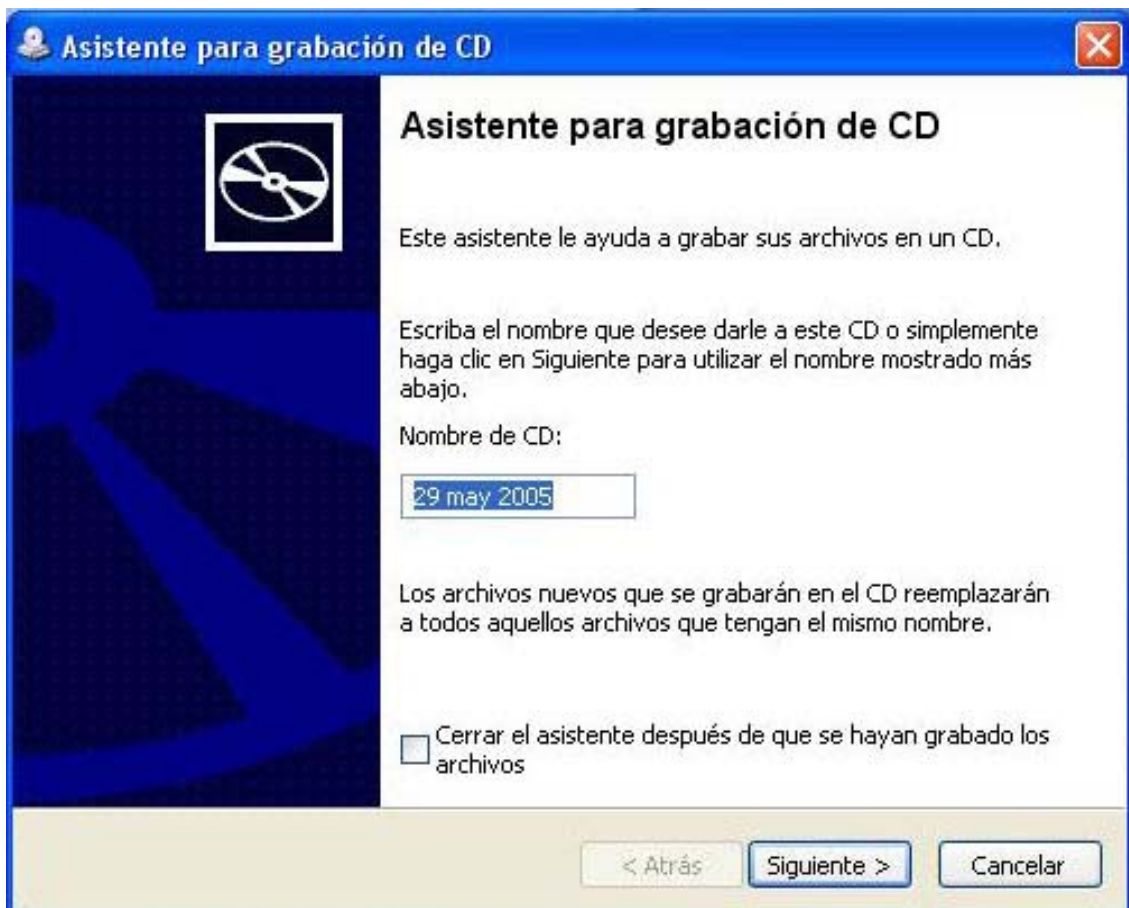 Asistente para grabación de CD
Asistente para grabación de CD
Este asistente le ayuda a grabar sus archivos en un CD.
Escriba el nombre que desee darle a este CD o simplemente
haga clic en Siguiente para utilizar el nombre mostrado más
abajo.
Nombre de CD:
29 may 2005
Los archivos nuevos que se grabarán en el CD reemplazarán
a todos aquellos archivos que tengan el mismo nombre.
Cerrar el asistente después de que se hayan grabado los
archivos
< Atrás Siguiente > Cancelar